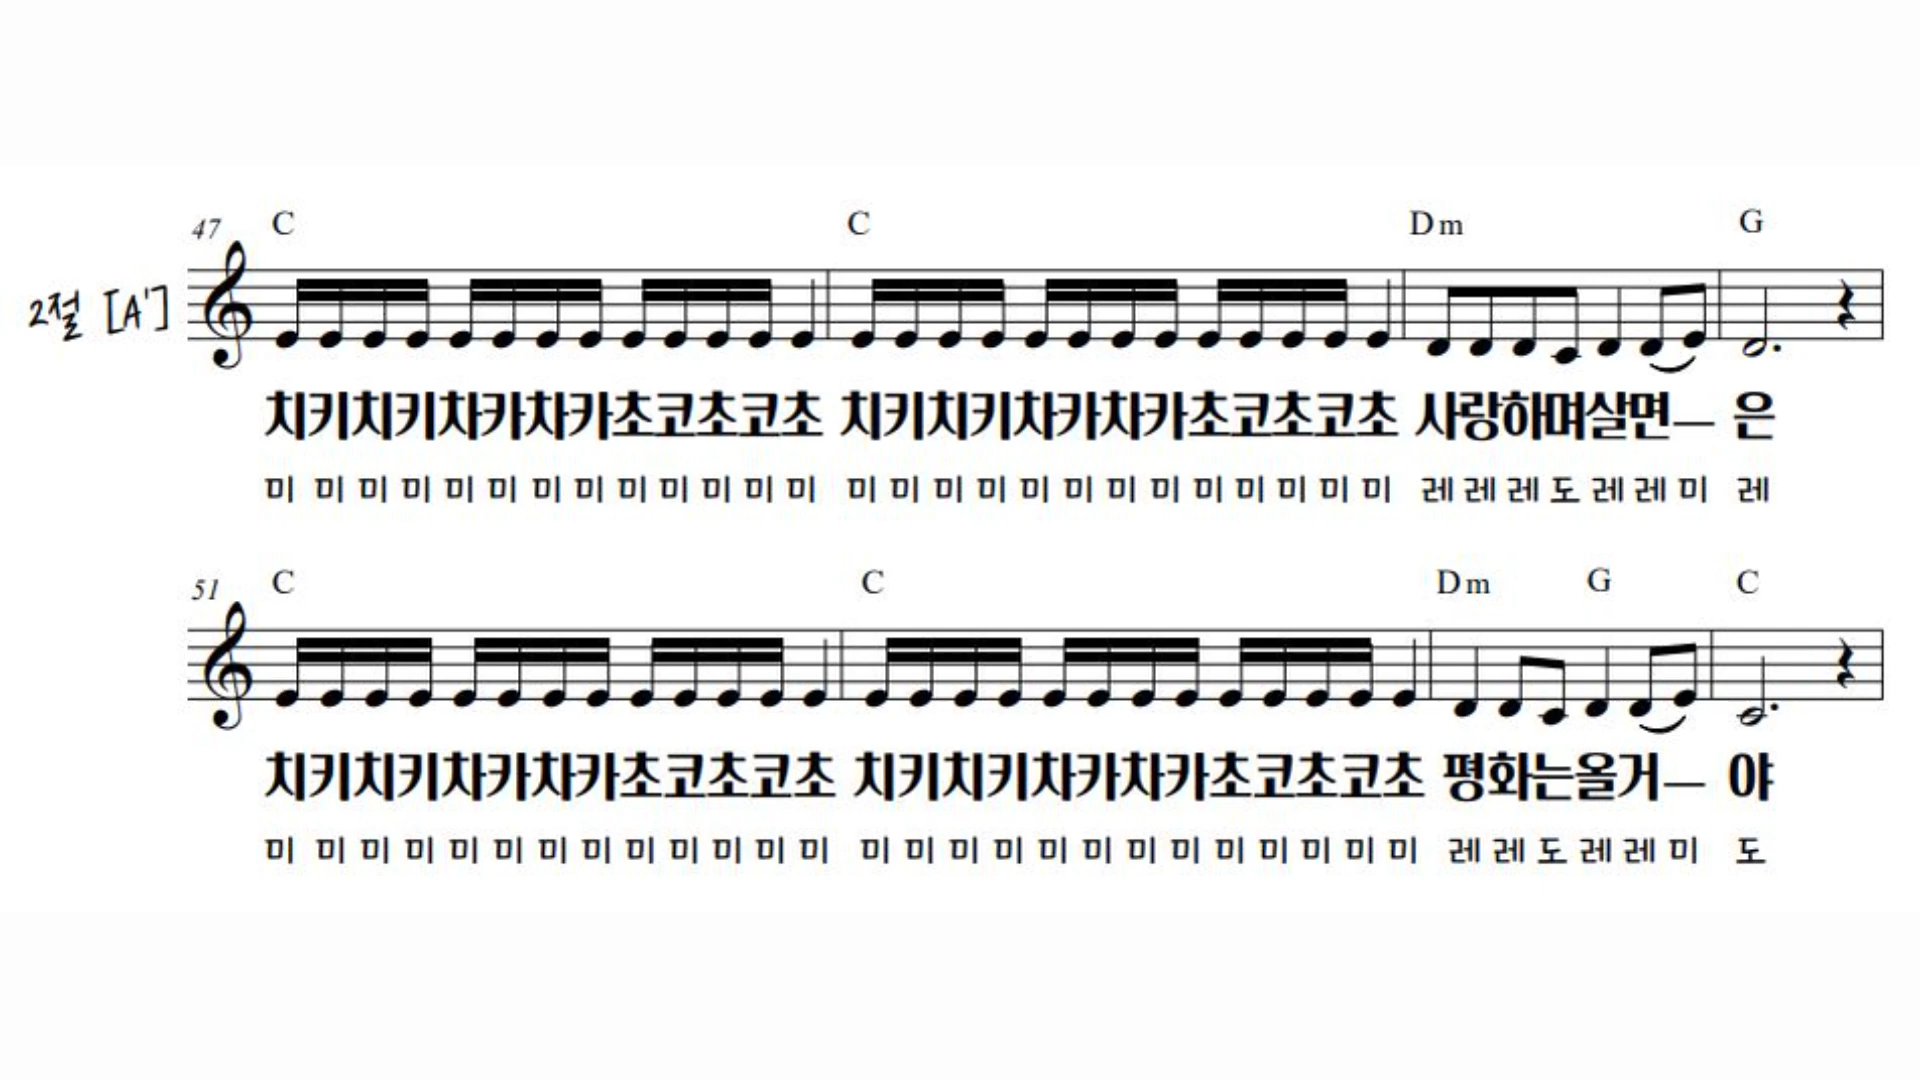 47 C C Dm G
2절 [A']
치키치키차카차카초코초코초 치키치키차카차카초코초코초 사랑하며살면— 은
미 미 미 미 미 미 미 미 미 미 미 미 미 미 미 미 미 미 미 미 미 미 미 미 미 미 레 레 레 도 레 레 미 레
51 C C Dm G C
치키치키차카차카초코초코초 치키치키차카차카초코초코초 평화는올거— 야
미 미 미 미 미 미 미 미 미 미 미 미 미 미 미 미 미 미 미 미 미 미 미 미 미 미 레 레 도 레 레 미 도